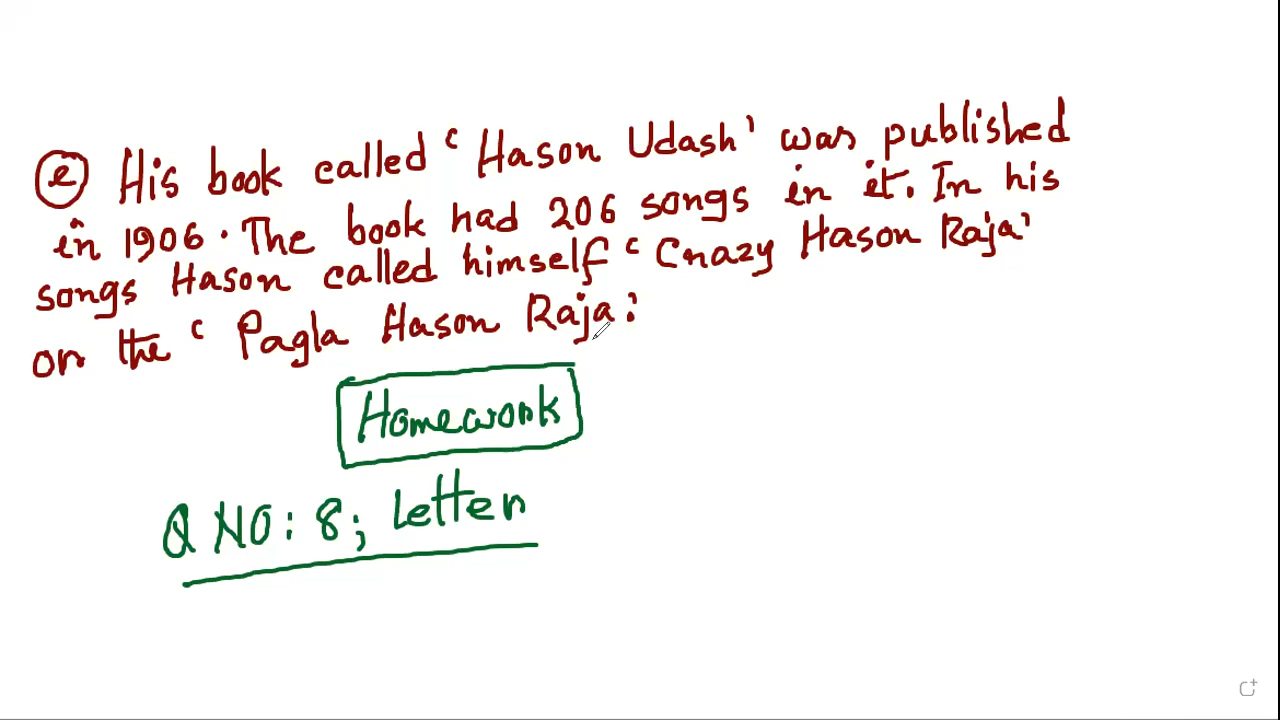 ⓔ His book called ‘Hason Udash’ was published
in 1906. The book had 206 songs in it. In his
songs Hason called himself ‘Crazy Hason Raja’
or the ‘Pagla Hason Raja’.
Homework
Q NO: 8; Letter